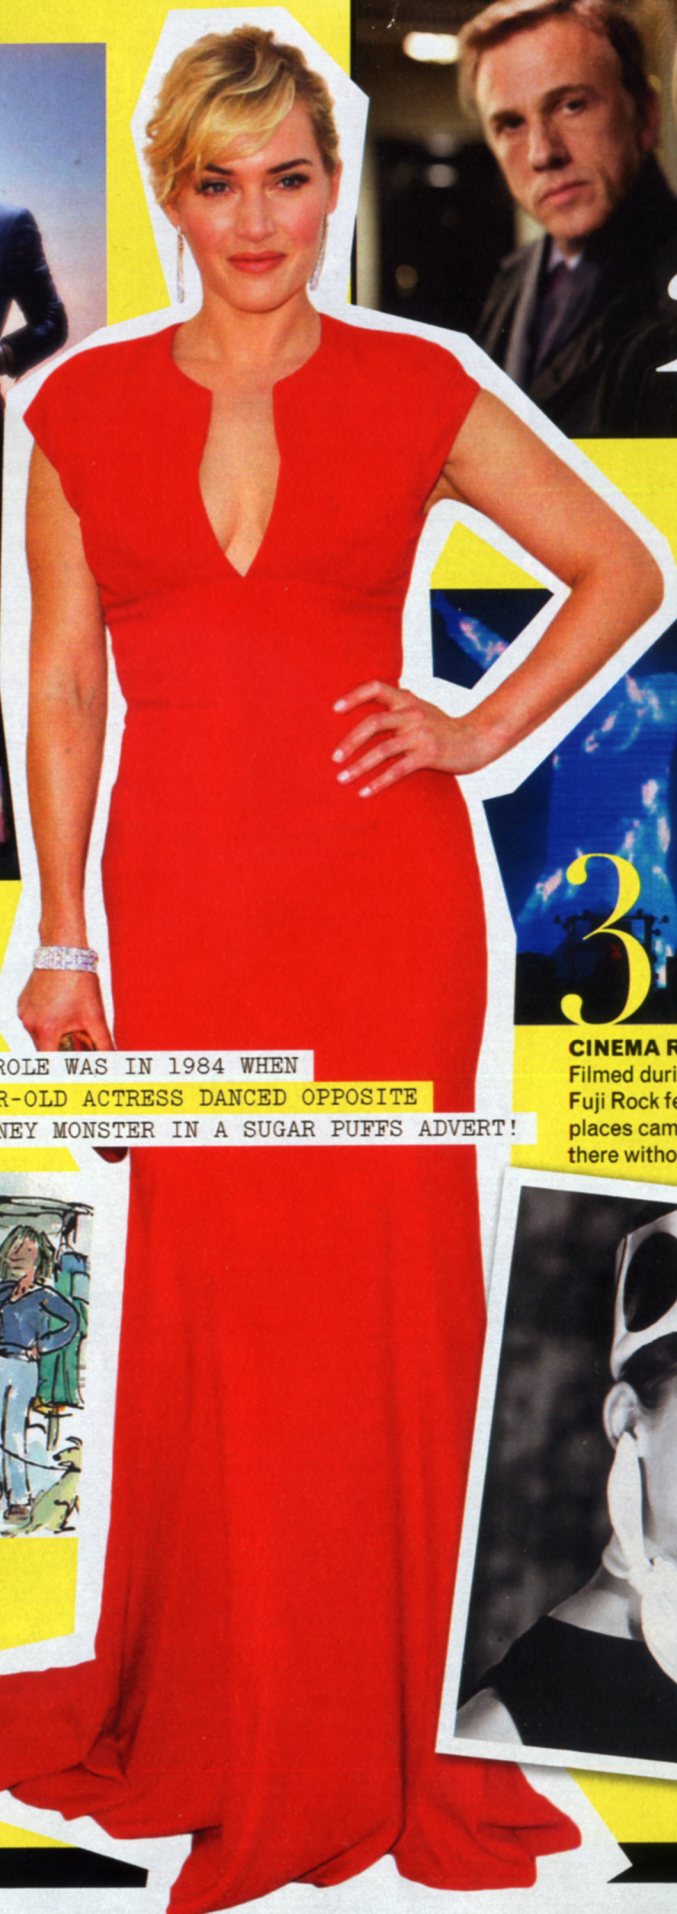 ROLE WAS IN 1984 WHEN
R-OLD ACTRESS DANCED OPPOSITE
NEY MONSTER IN A SUGAR PUFFS ADVERT!
3
CINEMA R
Filmed duri
Fuji Rock fe
places cam
there witho